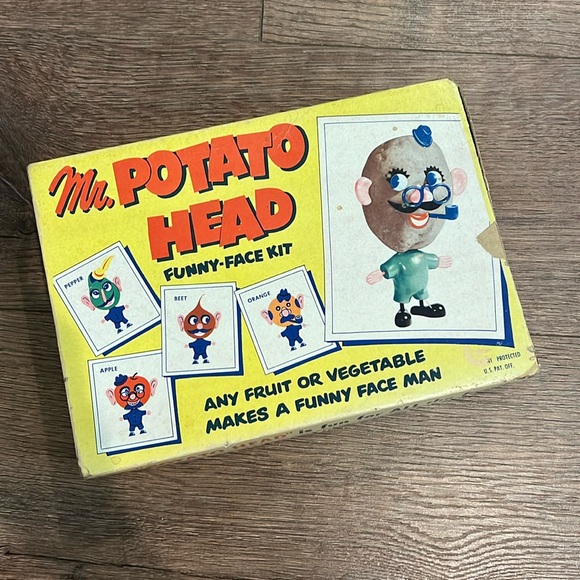 Mr. POTATO
HEAD
FUNNY-FACE KIT
PEPPER
BEET
ORANGE
APPLE
ANY FRUIT OR VEGETABLE
MAKES A FUNNY FACE MAN
PROTECTED
U.S. PAT. OFF.